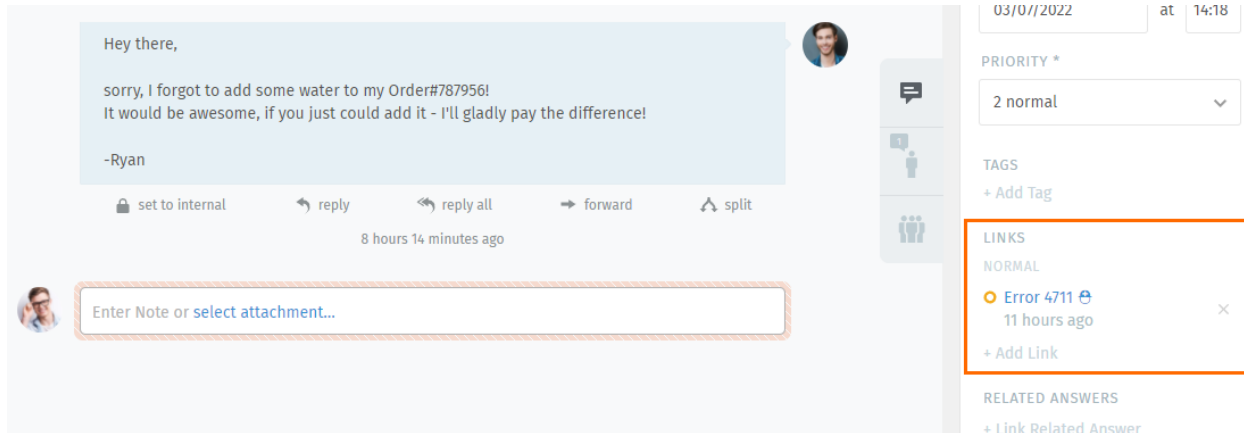 Hey there,
sorry, I forgot to add some water to my Order#787956!
It would be awesome, if you just could add it - I'll gladly pay the difference!
-Ryan
set to internal
reply
reply all
forward
split
8 hours 14 minutes ago
Enter Note or select attachment...
1
03/07/2022 at 14:18
PRIORITY *
2 normal
TAGS
+ Add Tag
LINKS
NORMAL
Error 4711
11 hours ago
+ Add Link
RELATED ANSWERS
+ Link Related Answer